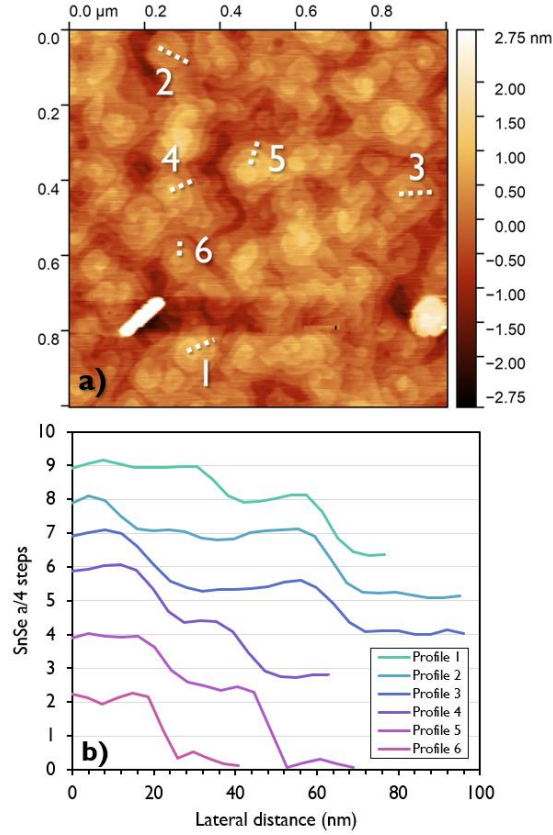 0.0 µm 0.2 0.4 0.6 0.8
0.0
0.2
0.4
0.6
0.8
2
4
5
3
6
1
a)
2.75 nm
2.00
1.50
1.00
0.50
0.00
-0.50
-1.00
-1.50
-2.00
-2.75
10
9
8
7
6
5
4
3
2
1
0
SnSe a/4 steps
Profile 1
Profile 2
Profile 3
Profile 4
Profile 5
Profile 6
b)
0 20 40 60 80 100
Lateral distance (nm)